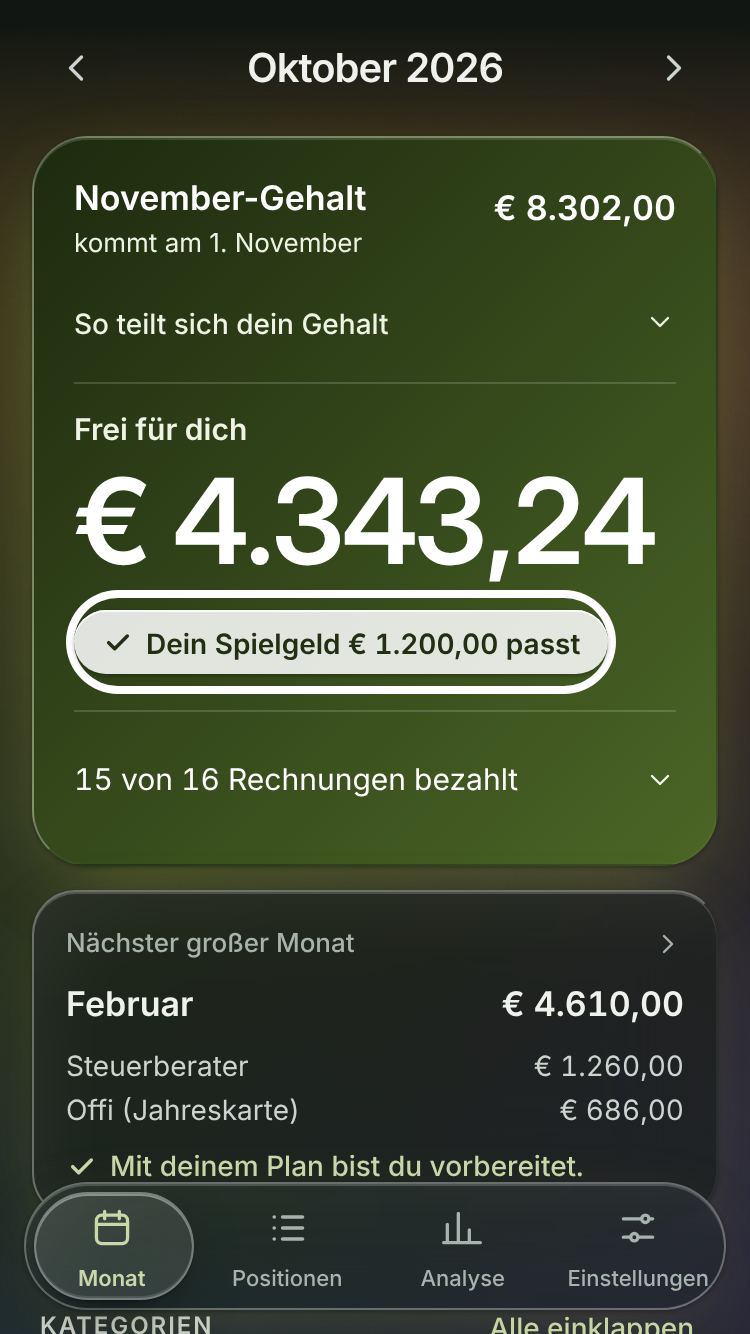 Oktober 2026
November-Gehalt
€ 8.302,00
kommt am 1. November
So teilt sich dein Gehalt
Frei für dich
€ 4.343,24
Dein Spielgeld € 1.200,00 passt
15 von 16 Rechnungen bezahlt
Nächster großer Monat
Februar
€ 4.610,00
Steuerberater
€ 1.260,00
Offi (Jahreskarte)
€ 686,00
Mit deinem Plan bist du vorbereitet.
Monat
Positionen
Analyse
Einstellungen
KATEGORIEN
Alle einklappen